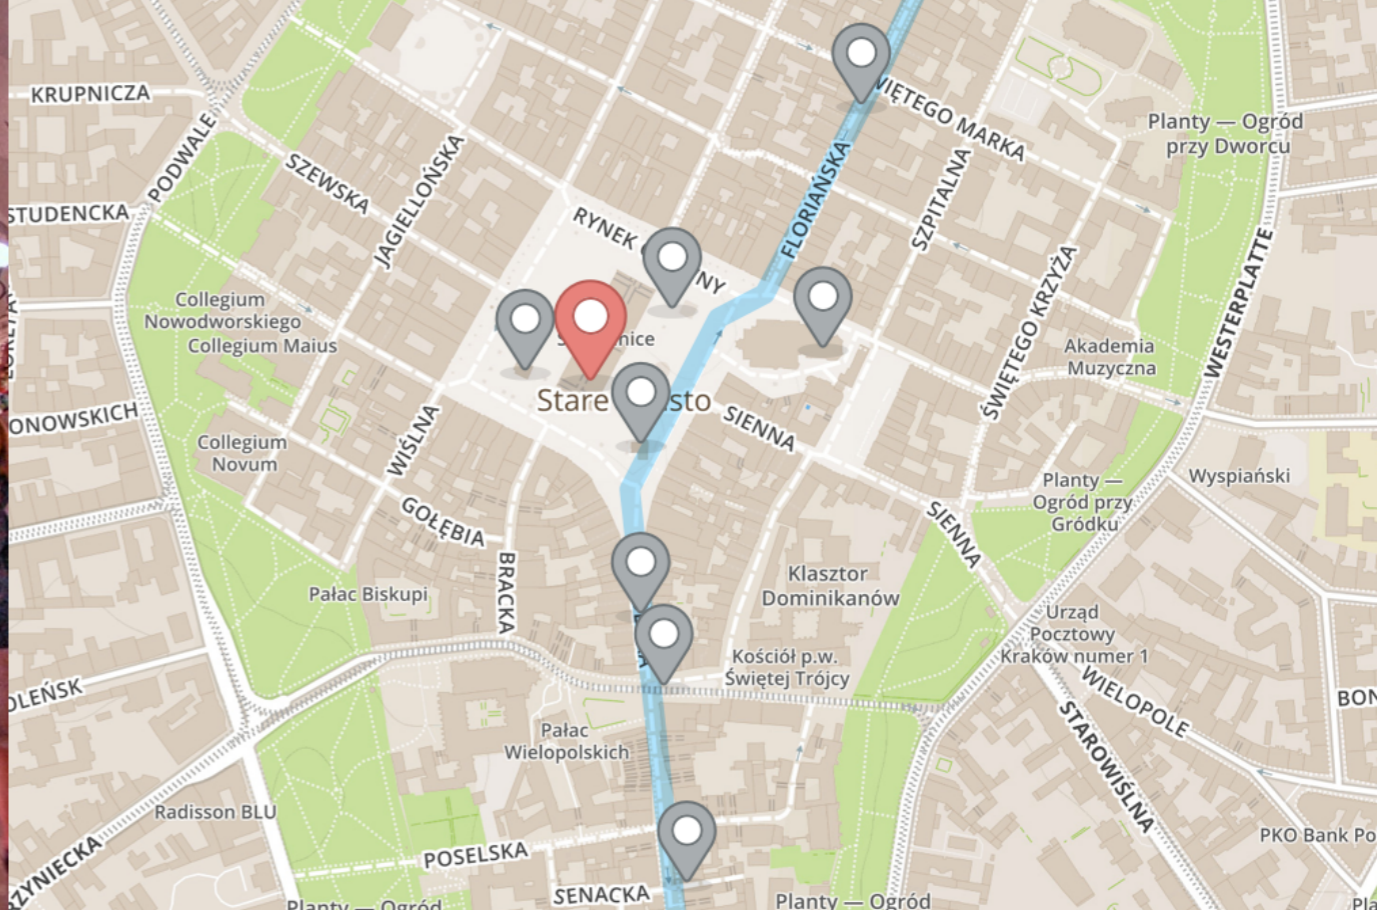 KRUPNICZA
PODWALE
SZEWSKA
JAGIELLOŃSKA
STUDENCKA
WIĘTEGO MARKA
Planty — Ogród
przy Dworcu
FLORIAŃSKA
SZPITALNA
RYNEK
NY
Collegium
Nowodworskiego
Collegium Maius
nice
Stare
sto
SIENNA
ŚWIĘTEGO KRZYŻA
WESTERPLATTE
Akademia
Muzyczna
ONOWSKICH
Collegium
Novum
WIŚLNA
GOŁĘBIA
BRACKA
Planty —
Ogród przy
Gródku
Wyspiański
SIENNA
Pałac Biskupi
Klasztor
Dominikanów
Urząd
Pocztowy
Kraków numer 1
Kościół p.w.
Świętej Trójcy
OLEŃSK
Pałac
Wielopolskich
WIELOPOLE
STAROWIŚLNA
BON
Radisson BLU
PKO Bank Po
RZYNIECKA
POSELSKA
SENACKA
Planty — Ogród
Planty — Ogród
Pla